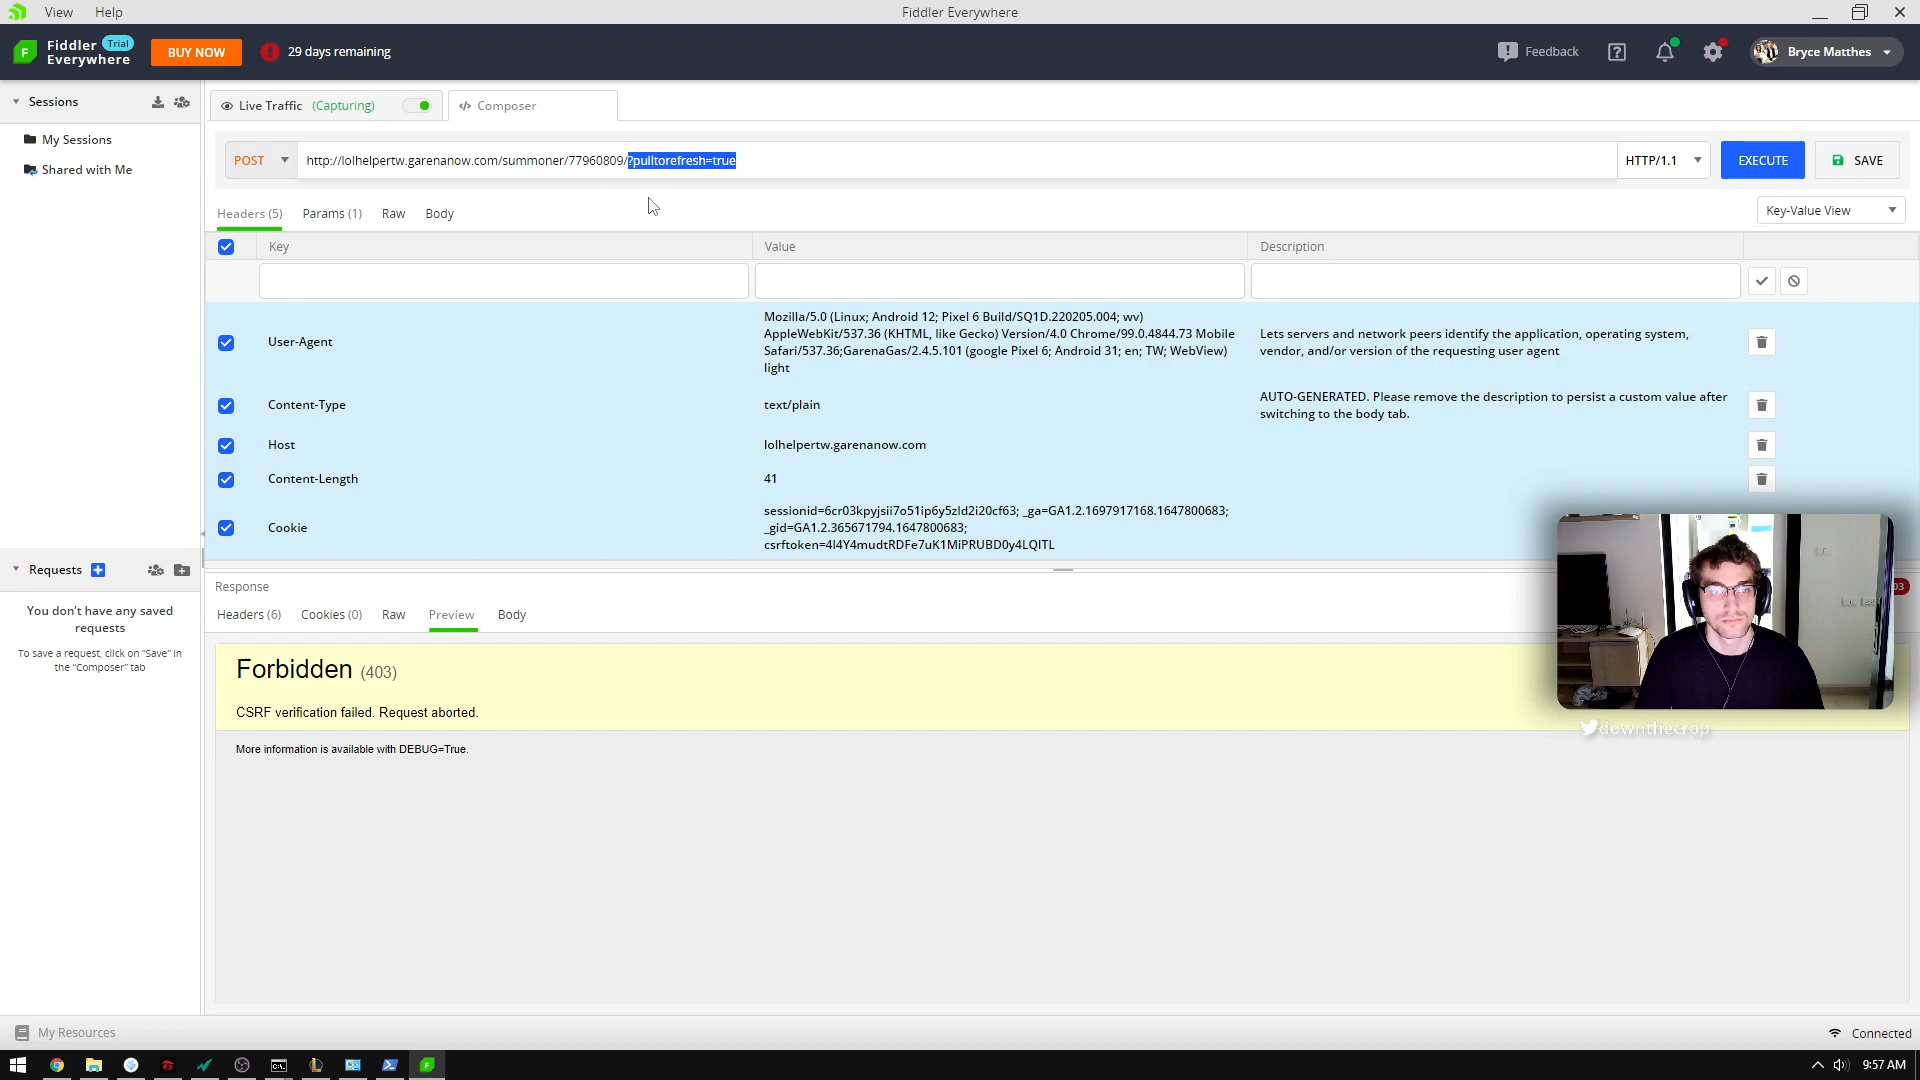 View Help
Fiddler Everywhere
Fiddler Everywhere Trial
BUY NOW
29 days remaining
Feedback
Bryce Matthes
Sessions
My Sessions
Shared with Me
Live Traffic (Capturing)
Composer
POST
http://lolhelpertw.garenanow.com/summoner/77960809/?pulltorefresh=true
HTTP/1.1
EXECUTE
SAVE
Headers (5) Params (1) Raw Body
Key-Value View
Key Value Description
User-Agent
Mozilla/5.0 (Linux; Android 12; Pixel 6 Build/SQ1D.220205.004; wv)
AppleWebKit/537.36 (KHTML, like Gecko) Version/4.0 Chrome/99.0.4844.73 Mobile
Safari/537.36;GarenaGas/2.4.5.101 (google Pixel 6; Android 31; en; TW; WebView)
light
Lets servers and network peers identify the application, operating system,
vendor, and/or version of the requesting user agent
Content-Type
text/plain
AUTO-GENERATED. Please remove the description to persist a custom value after
switching to the body tab.
Host
lolhelpertw.garenanow.com
Content-Length
41
Cookie
sessionid=6cr03kpyjsii7o51ip6y5zld2i20cf63; _ga=GA1.2.1697917168.1647800683;
_gid=GA1.2.365671794.1647800683;
csrftoken=4I4Y4mudtRDFe7uK1MiPRUBD0y4LQITL
Requests
You don't have any saved
requests
To save a request, click on "Save" in
the "Composer" tab
Response
03
Headers (6) Cookies (0) Raw Preview Body
Forbidden (403)
CSRF verification failed. Request aborted.
More information is available with DEBUG=True.
downthecrop
My Resources
Connected
9:57 AM